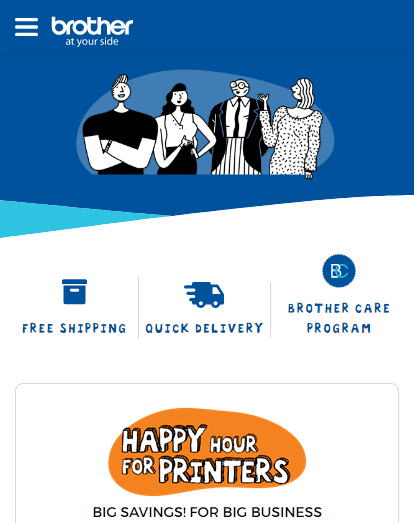 brother
at your side
FREE SHIPPING
QUICK DELIVERY
BC
BROTHER CARE
PROGRAM
HAPPY HOUR
FOR PRINTERS
BIG SAVINGS! FOR BIG BUSINESS